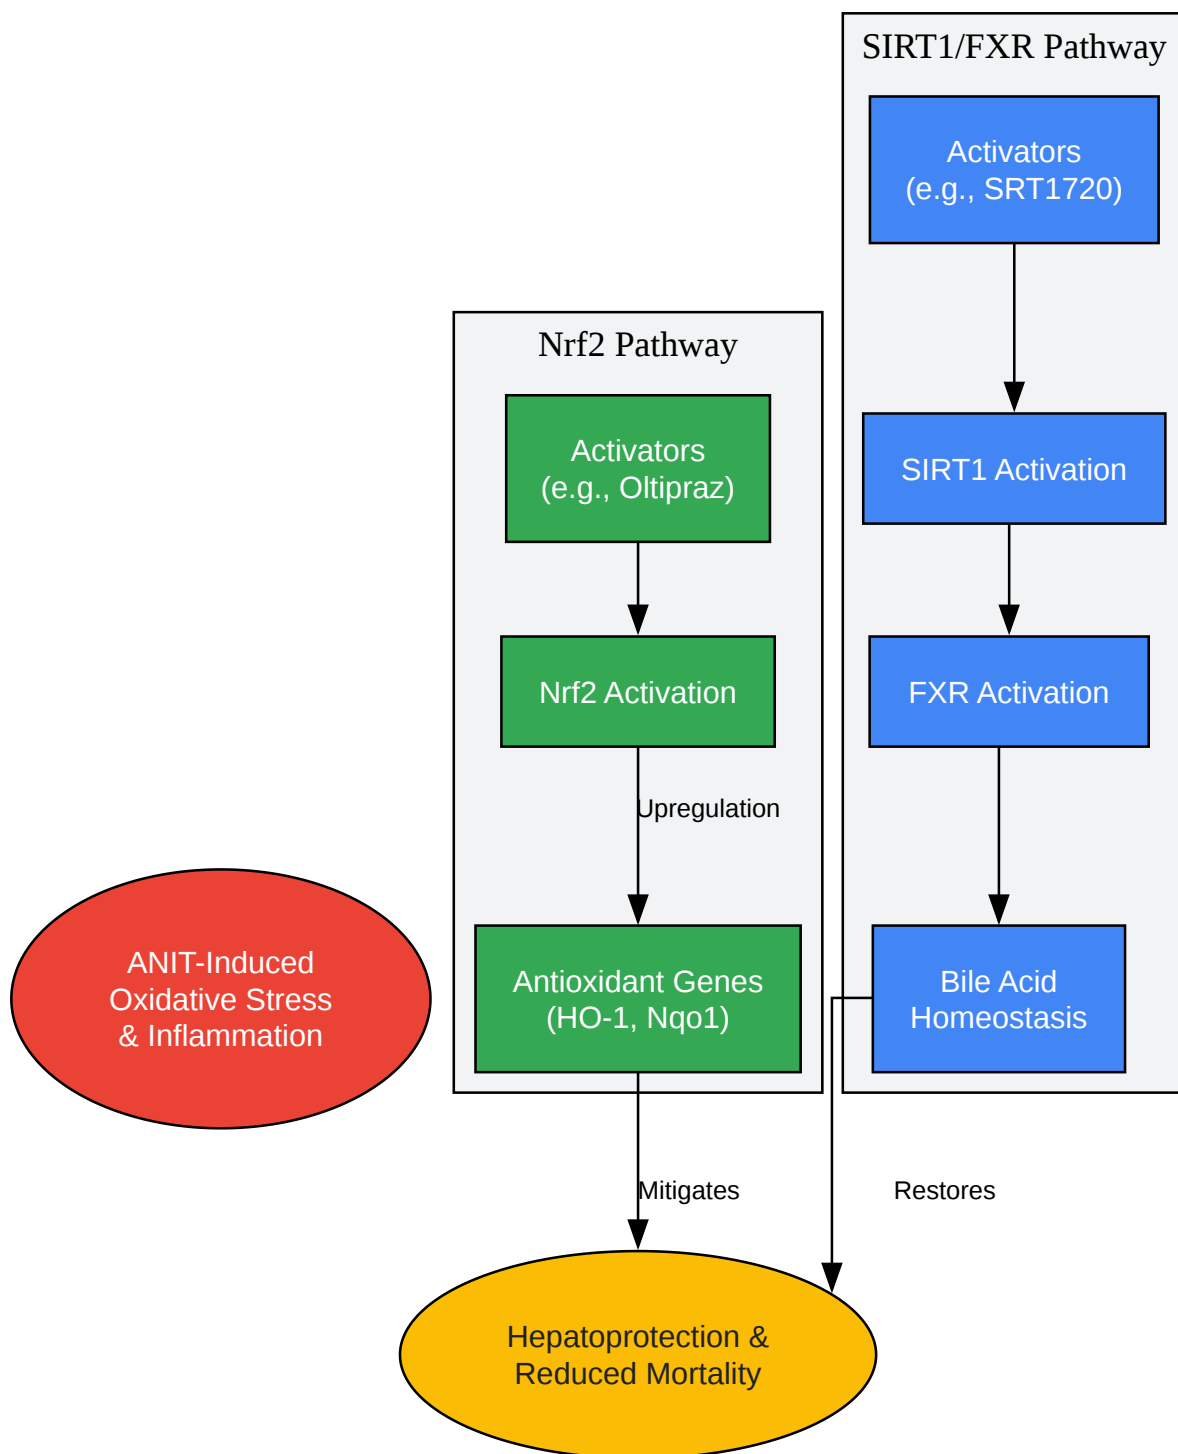 SIRT1/FXR Pathway
Activators
(e.g., SRT1720)
SIRT1 Activation
FXR Activation
Bile Acid
Homeostasis
Restores
Nrf2 Pathway
Activators
(e.g., Oltipraz)
Nrf2 Activation
Upregulation
Antioxidant Genes
(HO-1, Nqo1)
Mitigates
ANIT-Induced
Oxidative Stress
& Inflammation
Hepatoprotection &
Reduced Mortality